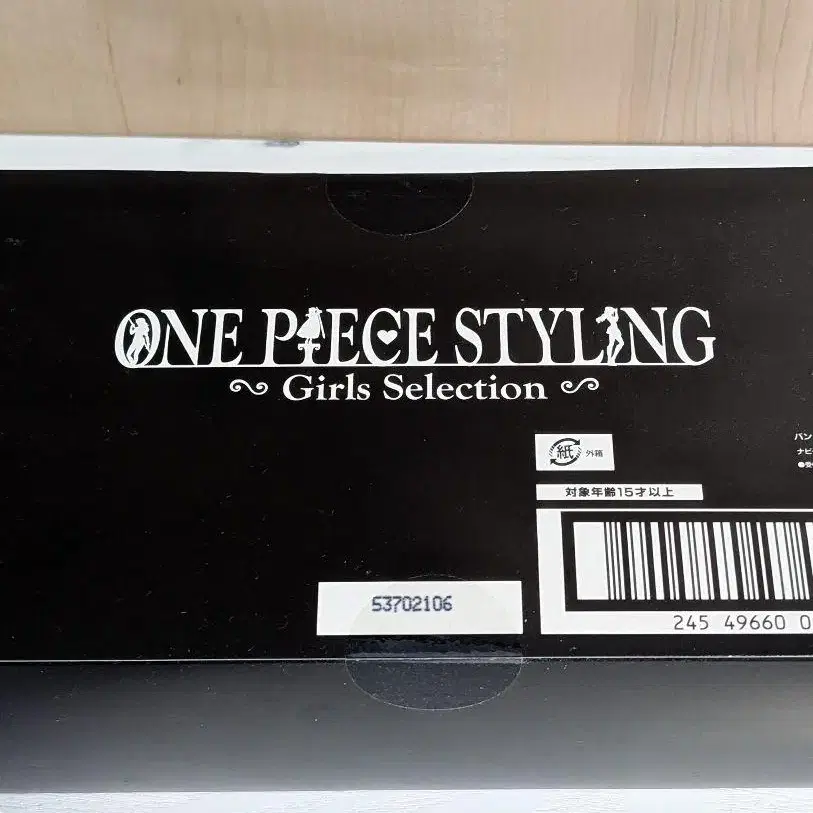 ONE PIECE STYLING
Girls Selection
紙 外箱
対象年齢15才以上
53702106
245 49660 0